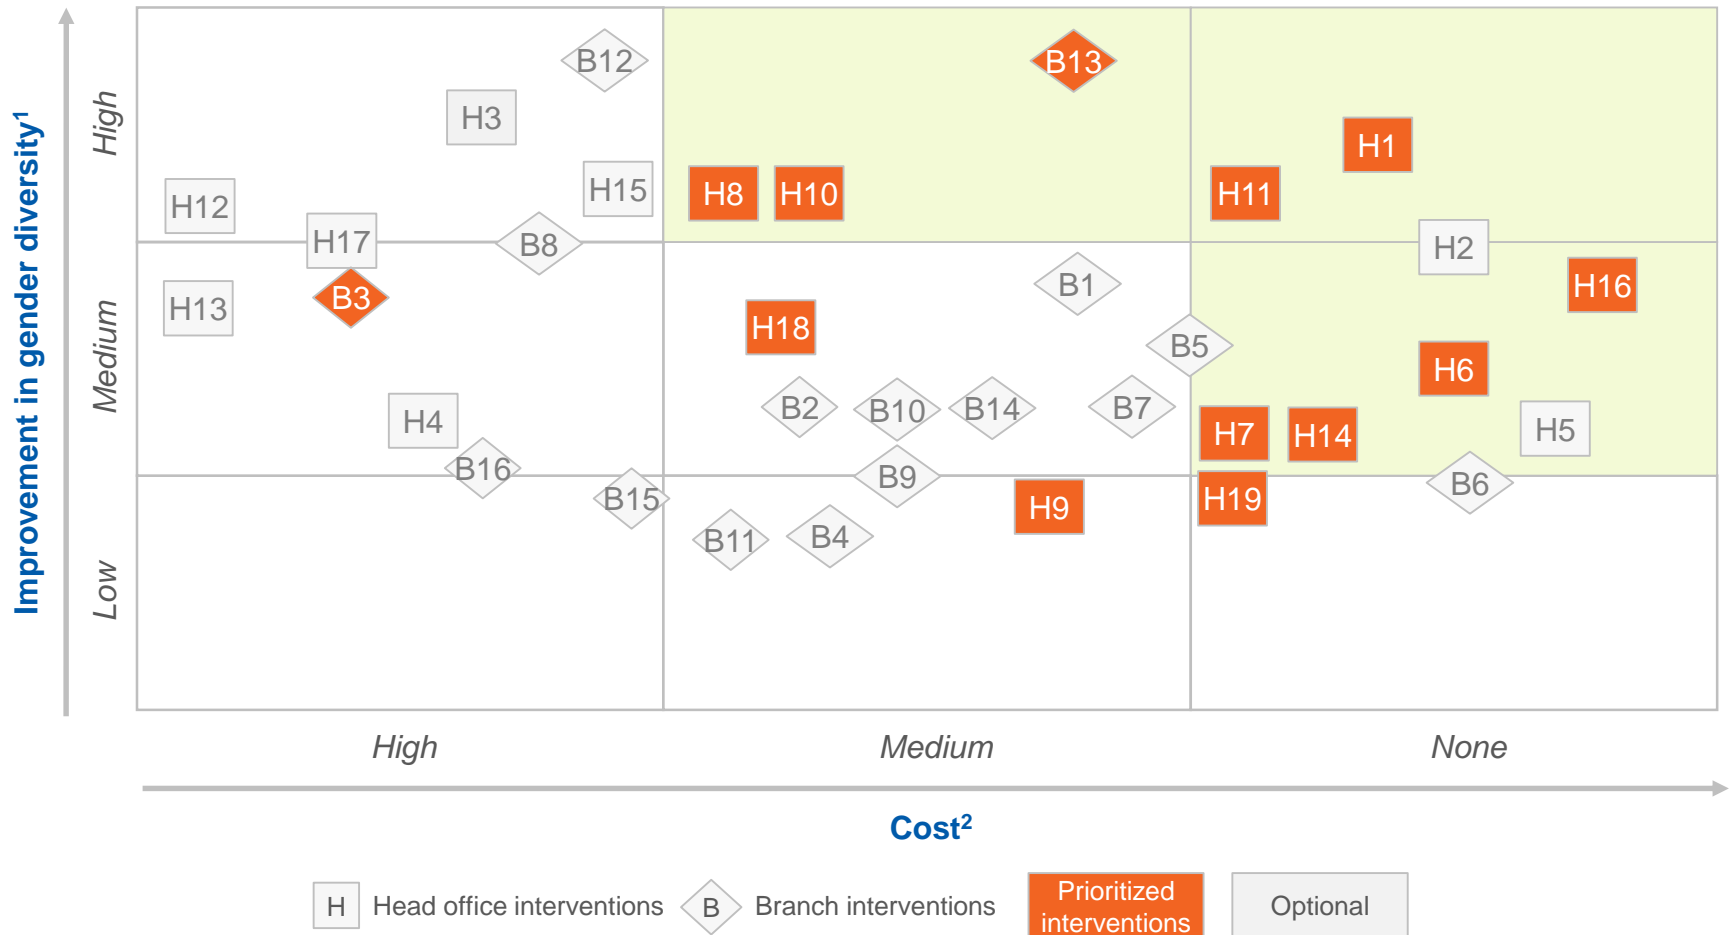 Improvement in gender diversity1
High
Medium
Low
B12
B13
H3
H1
H12
H15
H8
H10
H11
H17
B8
H2
H13
B3
B1
H16
H18
B5
H6
H4
B2
B10
B14
B7
H7
H14
H5
B16
B9
B6
B15
H9
H19
B11
B4
High
Medium
None
Cost2
H
Head office interventions
B
Branch interventions
Prioritized
interventions
Optional